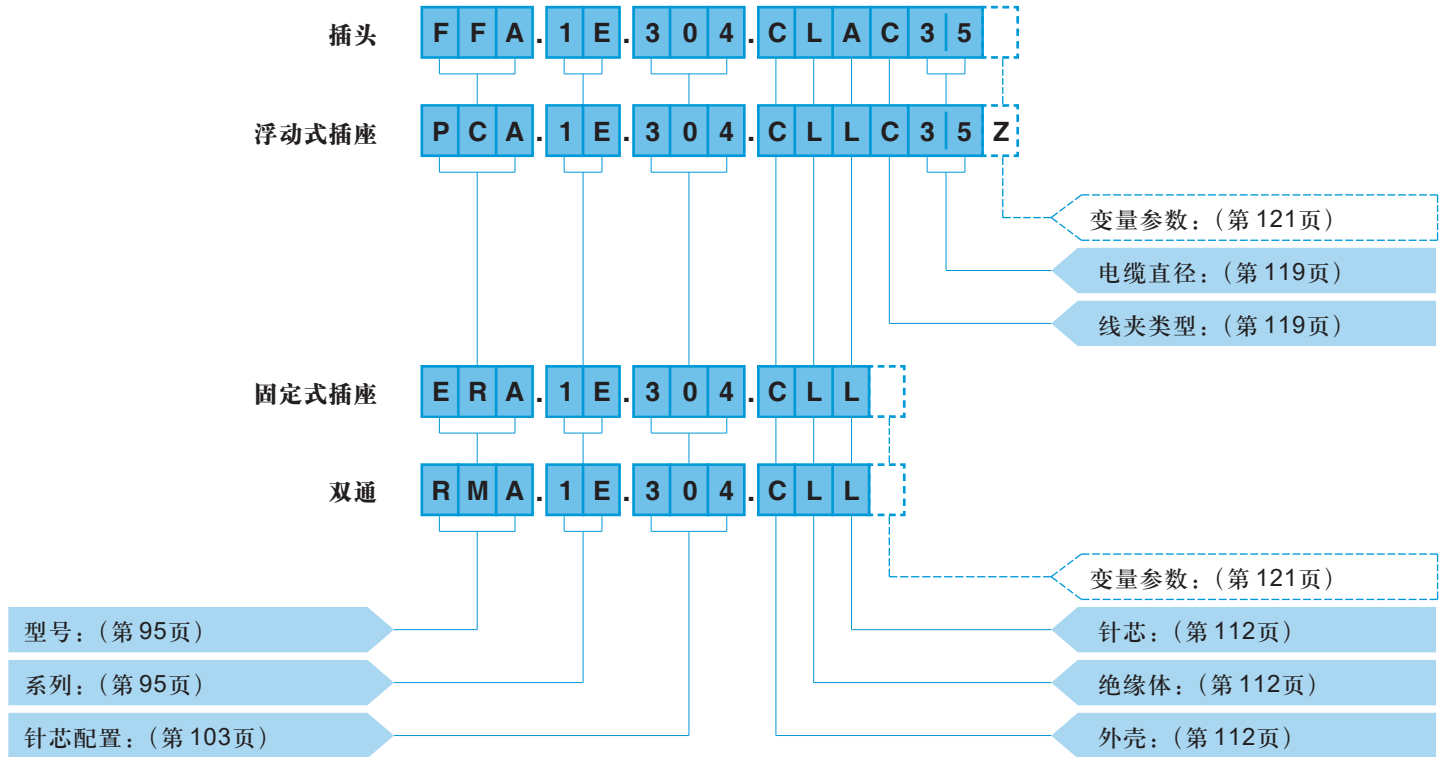 插头 FFA.1E.304.CLAC35
浮动式插座 PCA.1E.304.CLLC35Z
变量参数：（第121页）
电缆直径：（第119页）
线夹类型：（第119页）
固定式插座 ERA.1E.304.CLL
双通 RMA.1E.304.CLL
变量参数：（第121页）
型号：（第95页）
针芯：（第112页）
系列：（第95页）
绝缘体：（第112页）
针芯配置：（第103页）
外壳：（第112页）